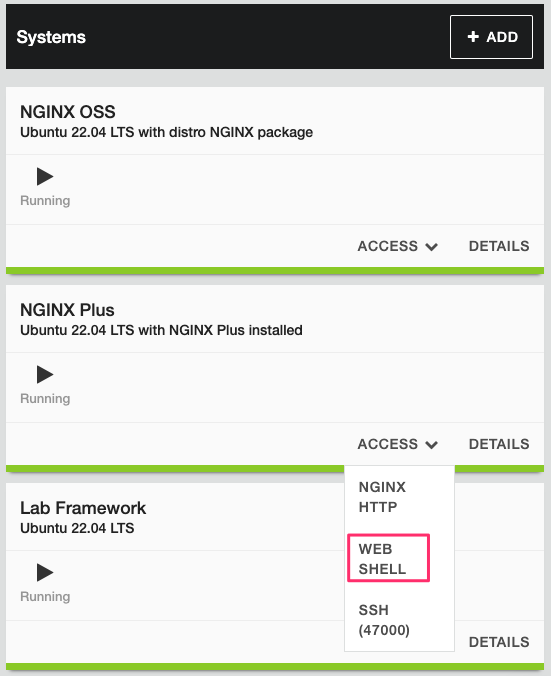 Systems
+ ADD
NGINX OSS
Ubuntu 22.04 LTS with distro NGINX package
Running
ACCESS DETAILS
NGINX Plus
Ubuntu 22.04 LTS with NGINX Plus installed
Running
ACCESS DETAILS
NGINX
HTTP
WEB
SHELL
SSH
(47000)
Lab Framework
Ubuntu 22.04 LTS
Running
DETAILS